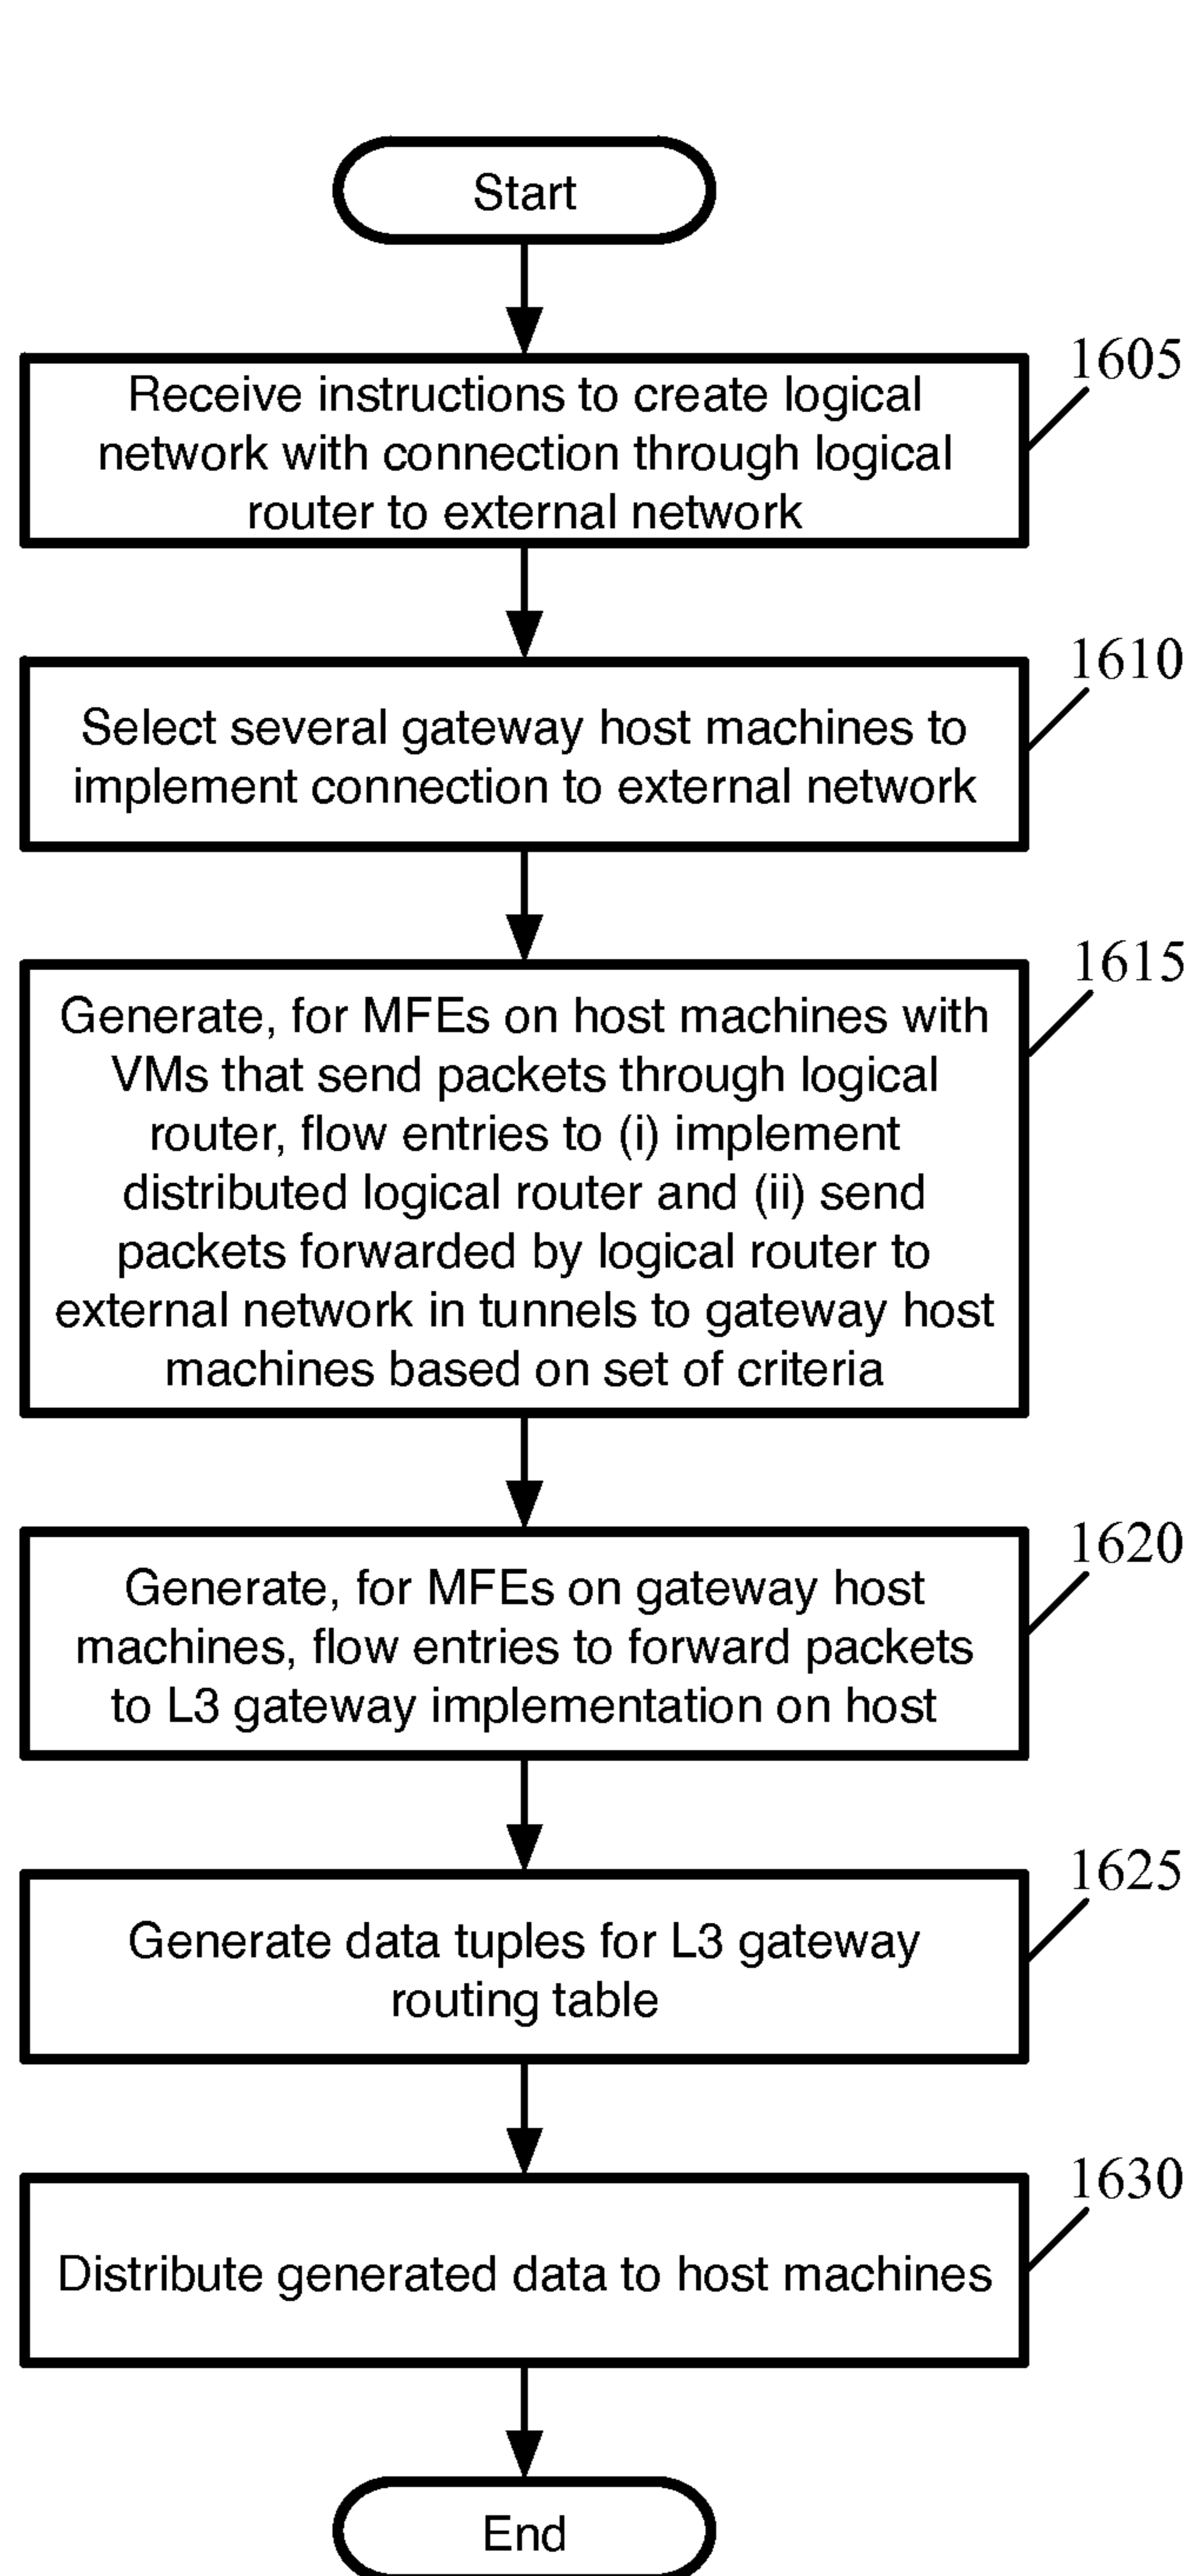 Start
1605
Receive instructions to create logical
network with connection through logical
router to external network
1610
Select several gateway host machines to
implement connection to external network
1615
Generate, for MFEs on host machines with
VMs that send packets through logical
router, flow entries to (i) implement
distributed logical router and (ii) send
packets forwarded by logical router to
external network in tunnels to gateway host
machines based on set of criteria
1620
Generate, for MFEs on gateway host
machines, flow entries to forward packets
to L3 gateway implementation on host
1625
Generate data tuples for L3 gateway
routing table
1630
Distribute generated data to host machines
End